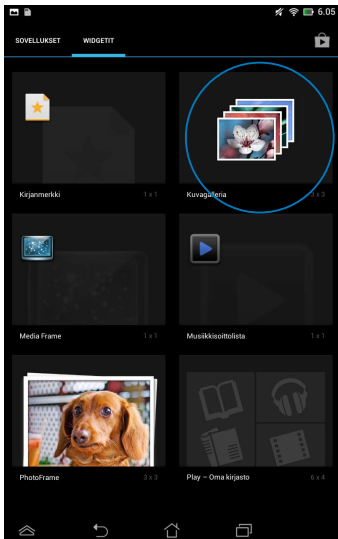 6.05
SOVELLUKSET WIDGETIT
Kirjanmerkki 1 x 1
Kuvagalleria 3 x 3
Media Frame 1 x 1
Musiikkisoittolista 1 x 1
PhotoFrame 3 x 3
Play – Oma kirjasto 6 x 4